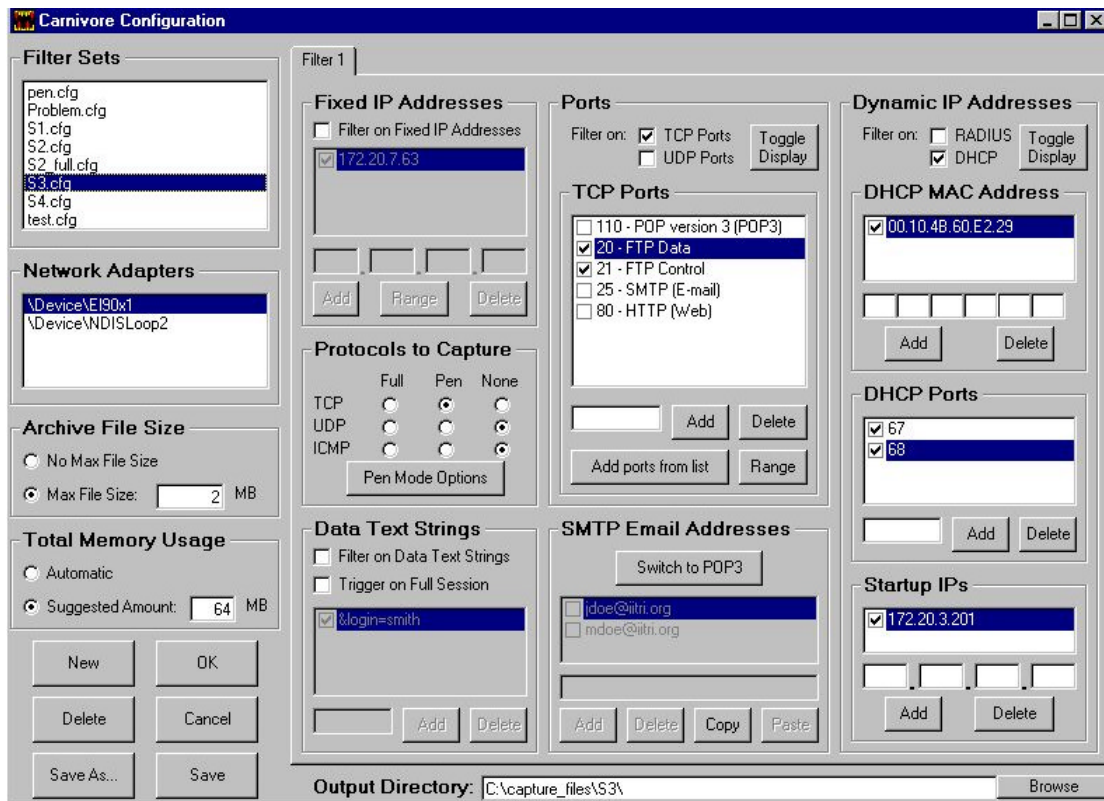 Carnivore Configuration
Filter Sets
pen.cfg
Problem.cfg
S1.cfg
S2.cfg
S2_full.cfg
S3.cfg
S4.cfg
test.cfg
Network Adapters
\Device\El90x1
\Device\NDISLoop2
Archive File Size
No Max File Size
Max File Size: 2 MB
Total Memory Usage
Automatic
Suggested Amount: 64 MB
New OK
Delete Cancel
Save As... Save
Filter 1
Fixed IP Addresses
Filter on Fixed IP Addresses
172.20.7.63
. . .
Add Range Delete
Protocols to Capture
Full Pen None
TCP
UDP
ICMP
Pen Mode Options
Data Text Strings
Filter on Data Text Strings
Trigger on Full Session
&login=smith
Add Delete
Ports
Filter on: TCP Ports
UDP Ports
Toggle
Display
TCP Ports
110 - POP version 3 (POP3)
20 - FTP Data
21 - FTP Control
25 - SMTP (E-mail)
80 - HTTP (Web)
Add Delete
Add ports from list Range
SMTP Email Addresses
Switch to POP3
jdoe@iitri.org
mdoe@iitri.org
Add Delete Copy Paste
Dynamic IP Addresses
Filter on: RADIUS
DHCP
Toggle
Display
DHCP MAC Address
00.10.4B.60.E2.29
Add Delete
DHCP Ports
67
68
Add Delete
Startup IPs
172.20.3.201
. . .
Add Delete
Output Directory: C:\capture_files\S3\ Browse